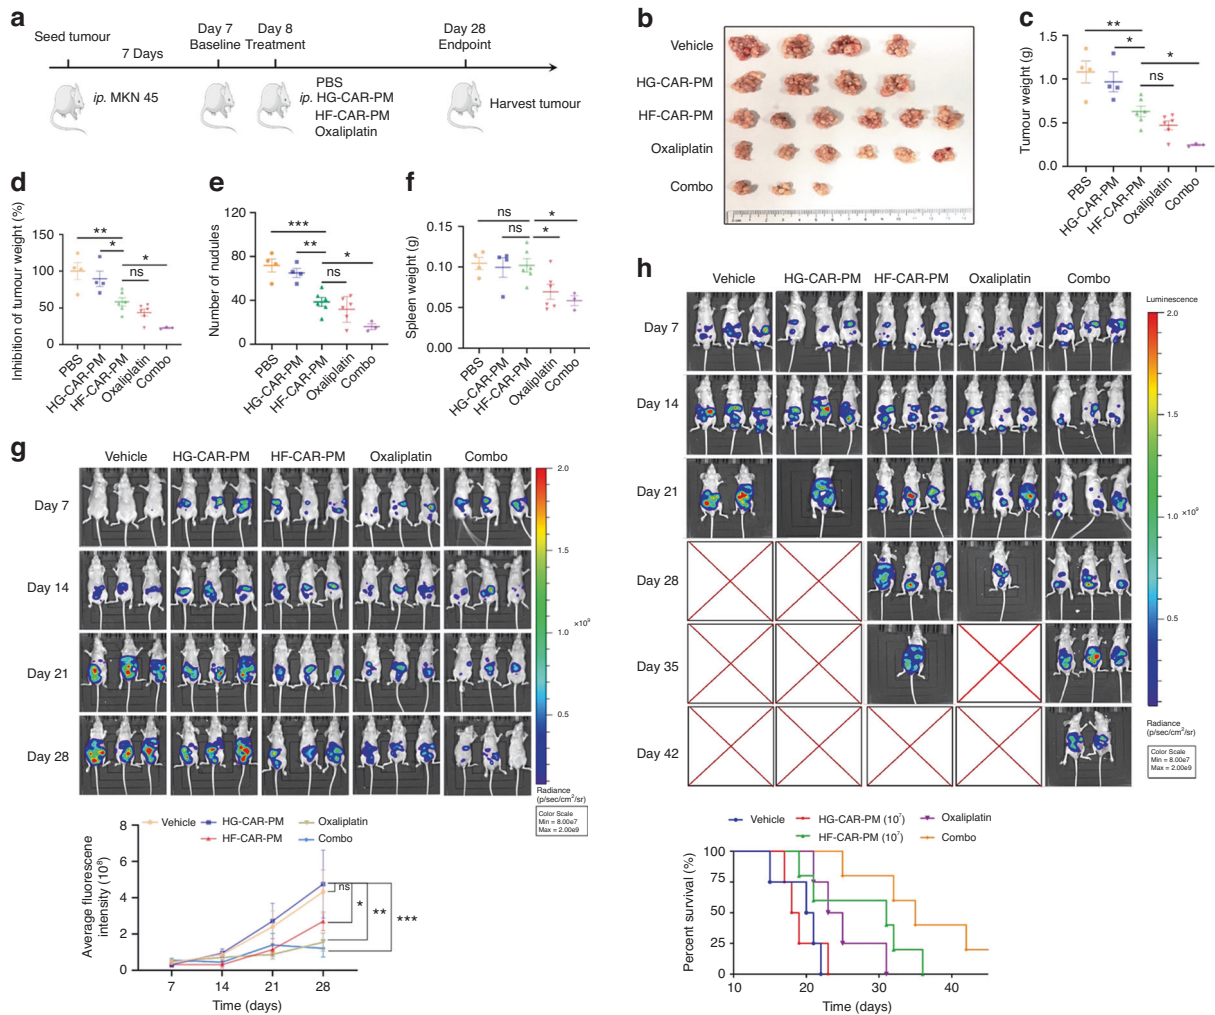 a
Seed tumour
7 Days
Day 7
Baseline
Day 8
Treatment
Day 28
Endpoint
ip. MKN 45
PBS
ip. HG-CAR-PM
HF-CAR-PM
Oxaliplatin
Harvest tumour
b
Vehicle
HG-CAR-PM
HF-CAR-PM
Oxaliplatin
Combo
c
Tumour weight (g)
1.5
1.0
0.5
0.0
**
*
*
ns
PBS
HG-CAR-PM
HF-CAR-PM
Oxaliplatin
Combo
d
Inhibition of tumour weight (%)
150
100
50
0
**
*
*
ns
PBS
HG-CAR-PM
HF-CAR-PM
Oxaliplatin
Combo
e
Number of nudules
120
80
40
0
***
**
*
ns
PBS
HG-CAR-PM
HF-CAR-PM
Oxaliplatin
Combo
f
Spleen weight (g)
0.15
0.10
0.05
0.00
ns
*
ns
*
PBS
HG-CAR-PM
HF-CAR-PM
Oxaliplatin
Combo
g
Vehicle HG-CAR-PM HF-CAR-PM Oxaliplatin Combo
Day 7
Day 14
Day 21
Day 28
2.0
1.5
1.0
×10⁹
0.5
Radiance
(p/sec/cm²/sr)
Color Scale
Min = 8.00e7
Max = 2.00e9
Vehicle HG-CAR-PM Oxaliplatin
HF-CAR-PM Combo
Average fluorescene
intensity (10⁸)
8
6
4
2
0
ns
*
**
***
7 14 21 28
Time (days)
h
Vehicle HG-CAR-PM HF-CAR-PM Oxaliplatin Combo
Day 7
Day 14
Day 21
Day 28
Day 35
Day 42
Luminescence
2.0
1.5
1.0
×10⁹
0.5
Radiance
(p/sec/cm²/sr)
Color Scale
Min = 8.00e7
Max = 2.00e9
Vehicle HG-CAR-PM (10⁷) Oxaliplatin
HF-CAR-PM (10⁷) Combo
Percent survival (%)
100
75
50
25
0
10 20 30 40
Time (days)